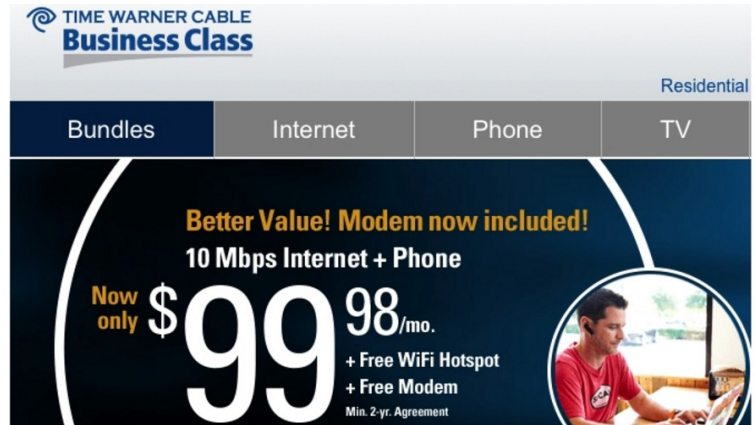 TIME WARNER CABLE
Business Class
Residential
Bundles Internet Phone TV
Better Value! Modem now included!
10 Mbps Internet + Phone
Now only $99 98/mo.
+ Free WiFi Hotspot
+ Free Modem
Min. 2-yr. Agreement